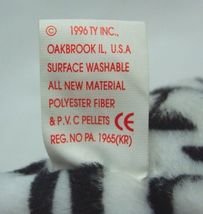 © 1996 TY INC.,
OAKBROOK IL, U.S.A
SURFACE WASHABLE
ALL NEW MATERIAL
POLYESTER FIBER
& P.V.C PELLETS CE
REG. NO PA. 1965(KR)